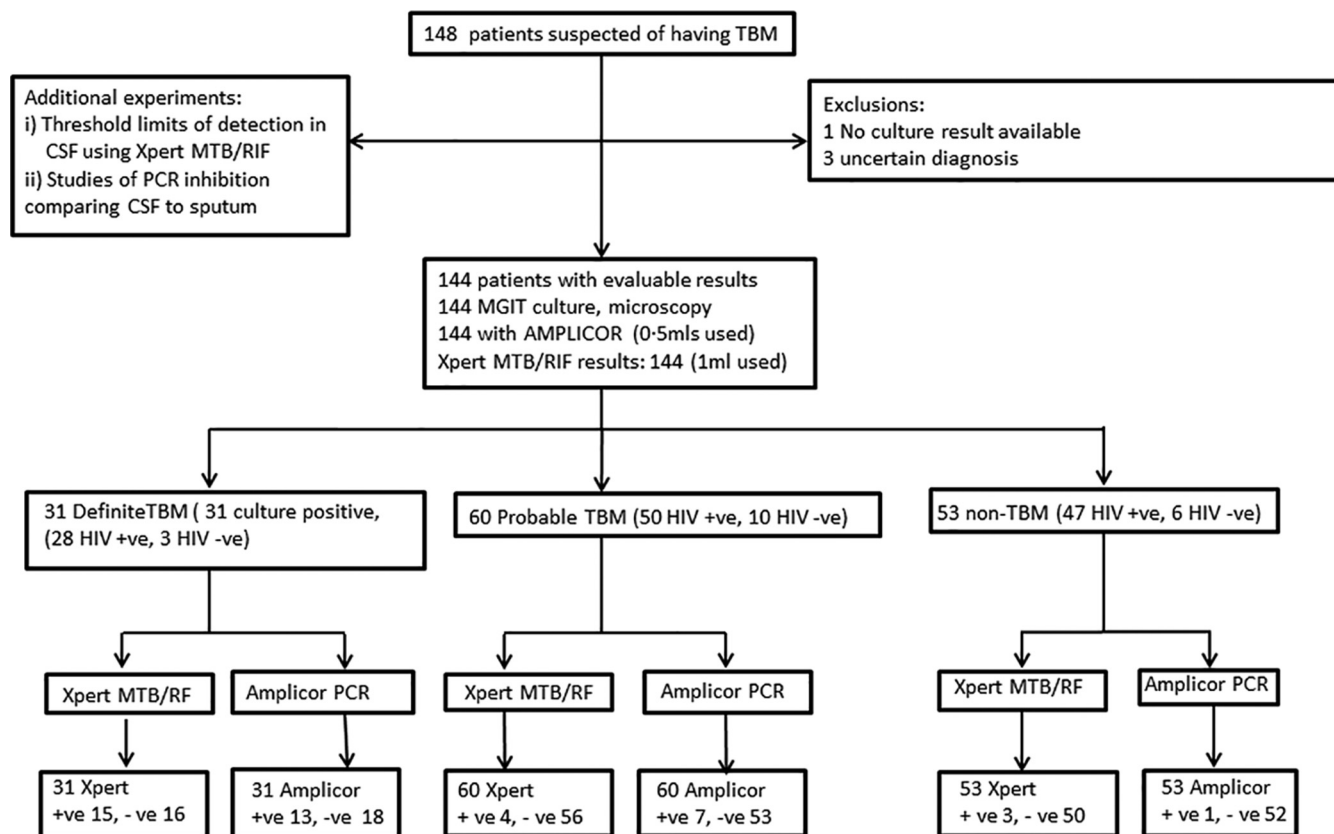 148 patients suspected of having TBM
Additional experiments:
i) Threshold limits of detection in
CSF using Xpert MTB/RIF
ii) Studies of PCR inhibition
comparing CSF to sputum
Exclusions:
1 No culture result available
3 uncertain diagnosis
144 patients with evaluable results
144 MGIT culture, microscopy
144 with AMPLICOR (0·5mls used)
Xpert MTB/RIF results: 144 (1ml used)
31 DefiniteTBM ( 31 culture positive,
(28 HIV +ve, 3 HIV -ve)
60 Probable TBM (50 HIV +ve, 10 HIV -ve)
53 non-TBM (47 HIV +ve, 6 HIV -ve)
Xpert MTB/RF
Amplicor PCR
Xpert MTB/RF
Amplicor PCR
Xpert MTB/RF
Amplicor PCR
31 Xpert
+ve 15, - ve 16
31 Amplicor
+ve 13, -ve 18
60 Xpert
+ ve 4, - ve 56
60 Amplicor
+ve 7, -ve 53
53 Xpert
+ ve 3, - ve 50
53 Amplicor
+ ve 1, - ve 52